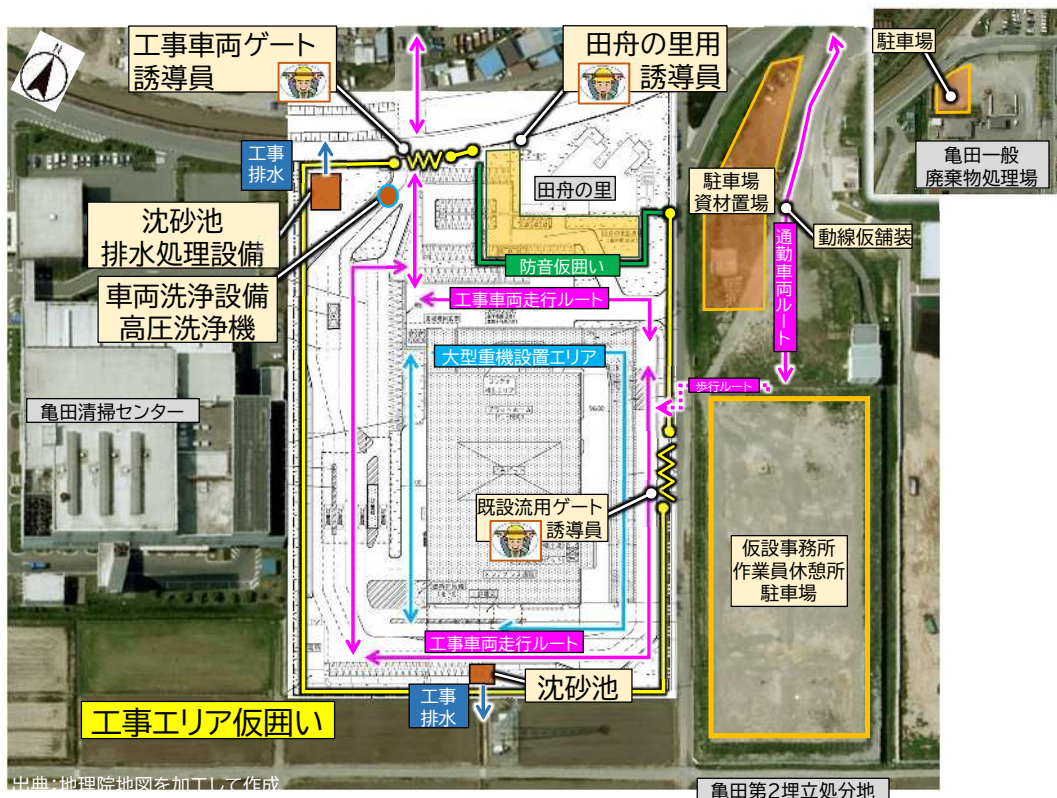 N
工事車両ゲート
誘導員
田舟の里用
誘導員
駐車場
亀田一般
廃棄物処理場
工事
排水
沈砂池
排水処理設備
車両洗浄設備
高圧洗浄機
田舟の里
防音仮囲い
駐車場
資材置場
動線仮舗装
通勤車両ルート
工事車両走行ルート
大型重機設置エリア
歩行ルート
亀田清掃センター
プラットホーム
既設流用ゲート
誘導員
仮設事務所
作業員休憩所
駐車場
工事車両走行ルート
沈砂池
工事
排水
工事エリア仮囲い
出典:地理院地図を加工して作成
亀田第2埋立処分地